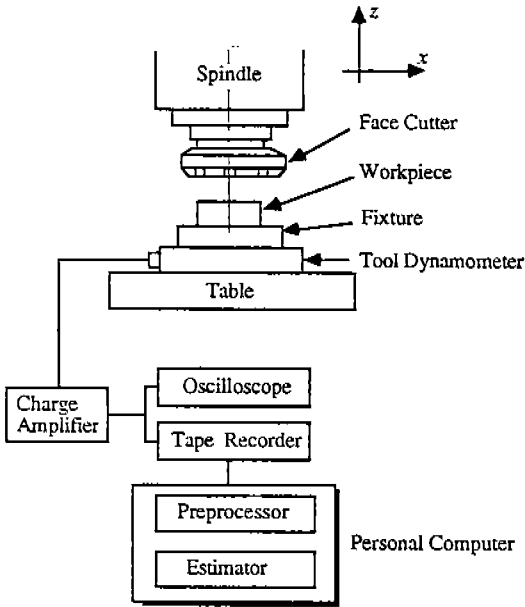 z
x
Spindle
Face Cutter
Workpiece
Fixture
Tool Dynamometer
Table
Charge
Amplifier
Oscilloscope
Tape Recorder
Preprocessor
Estimator
Personal Computer